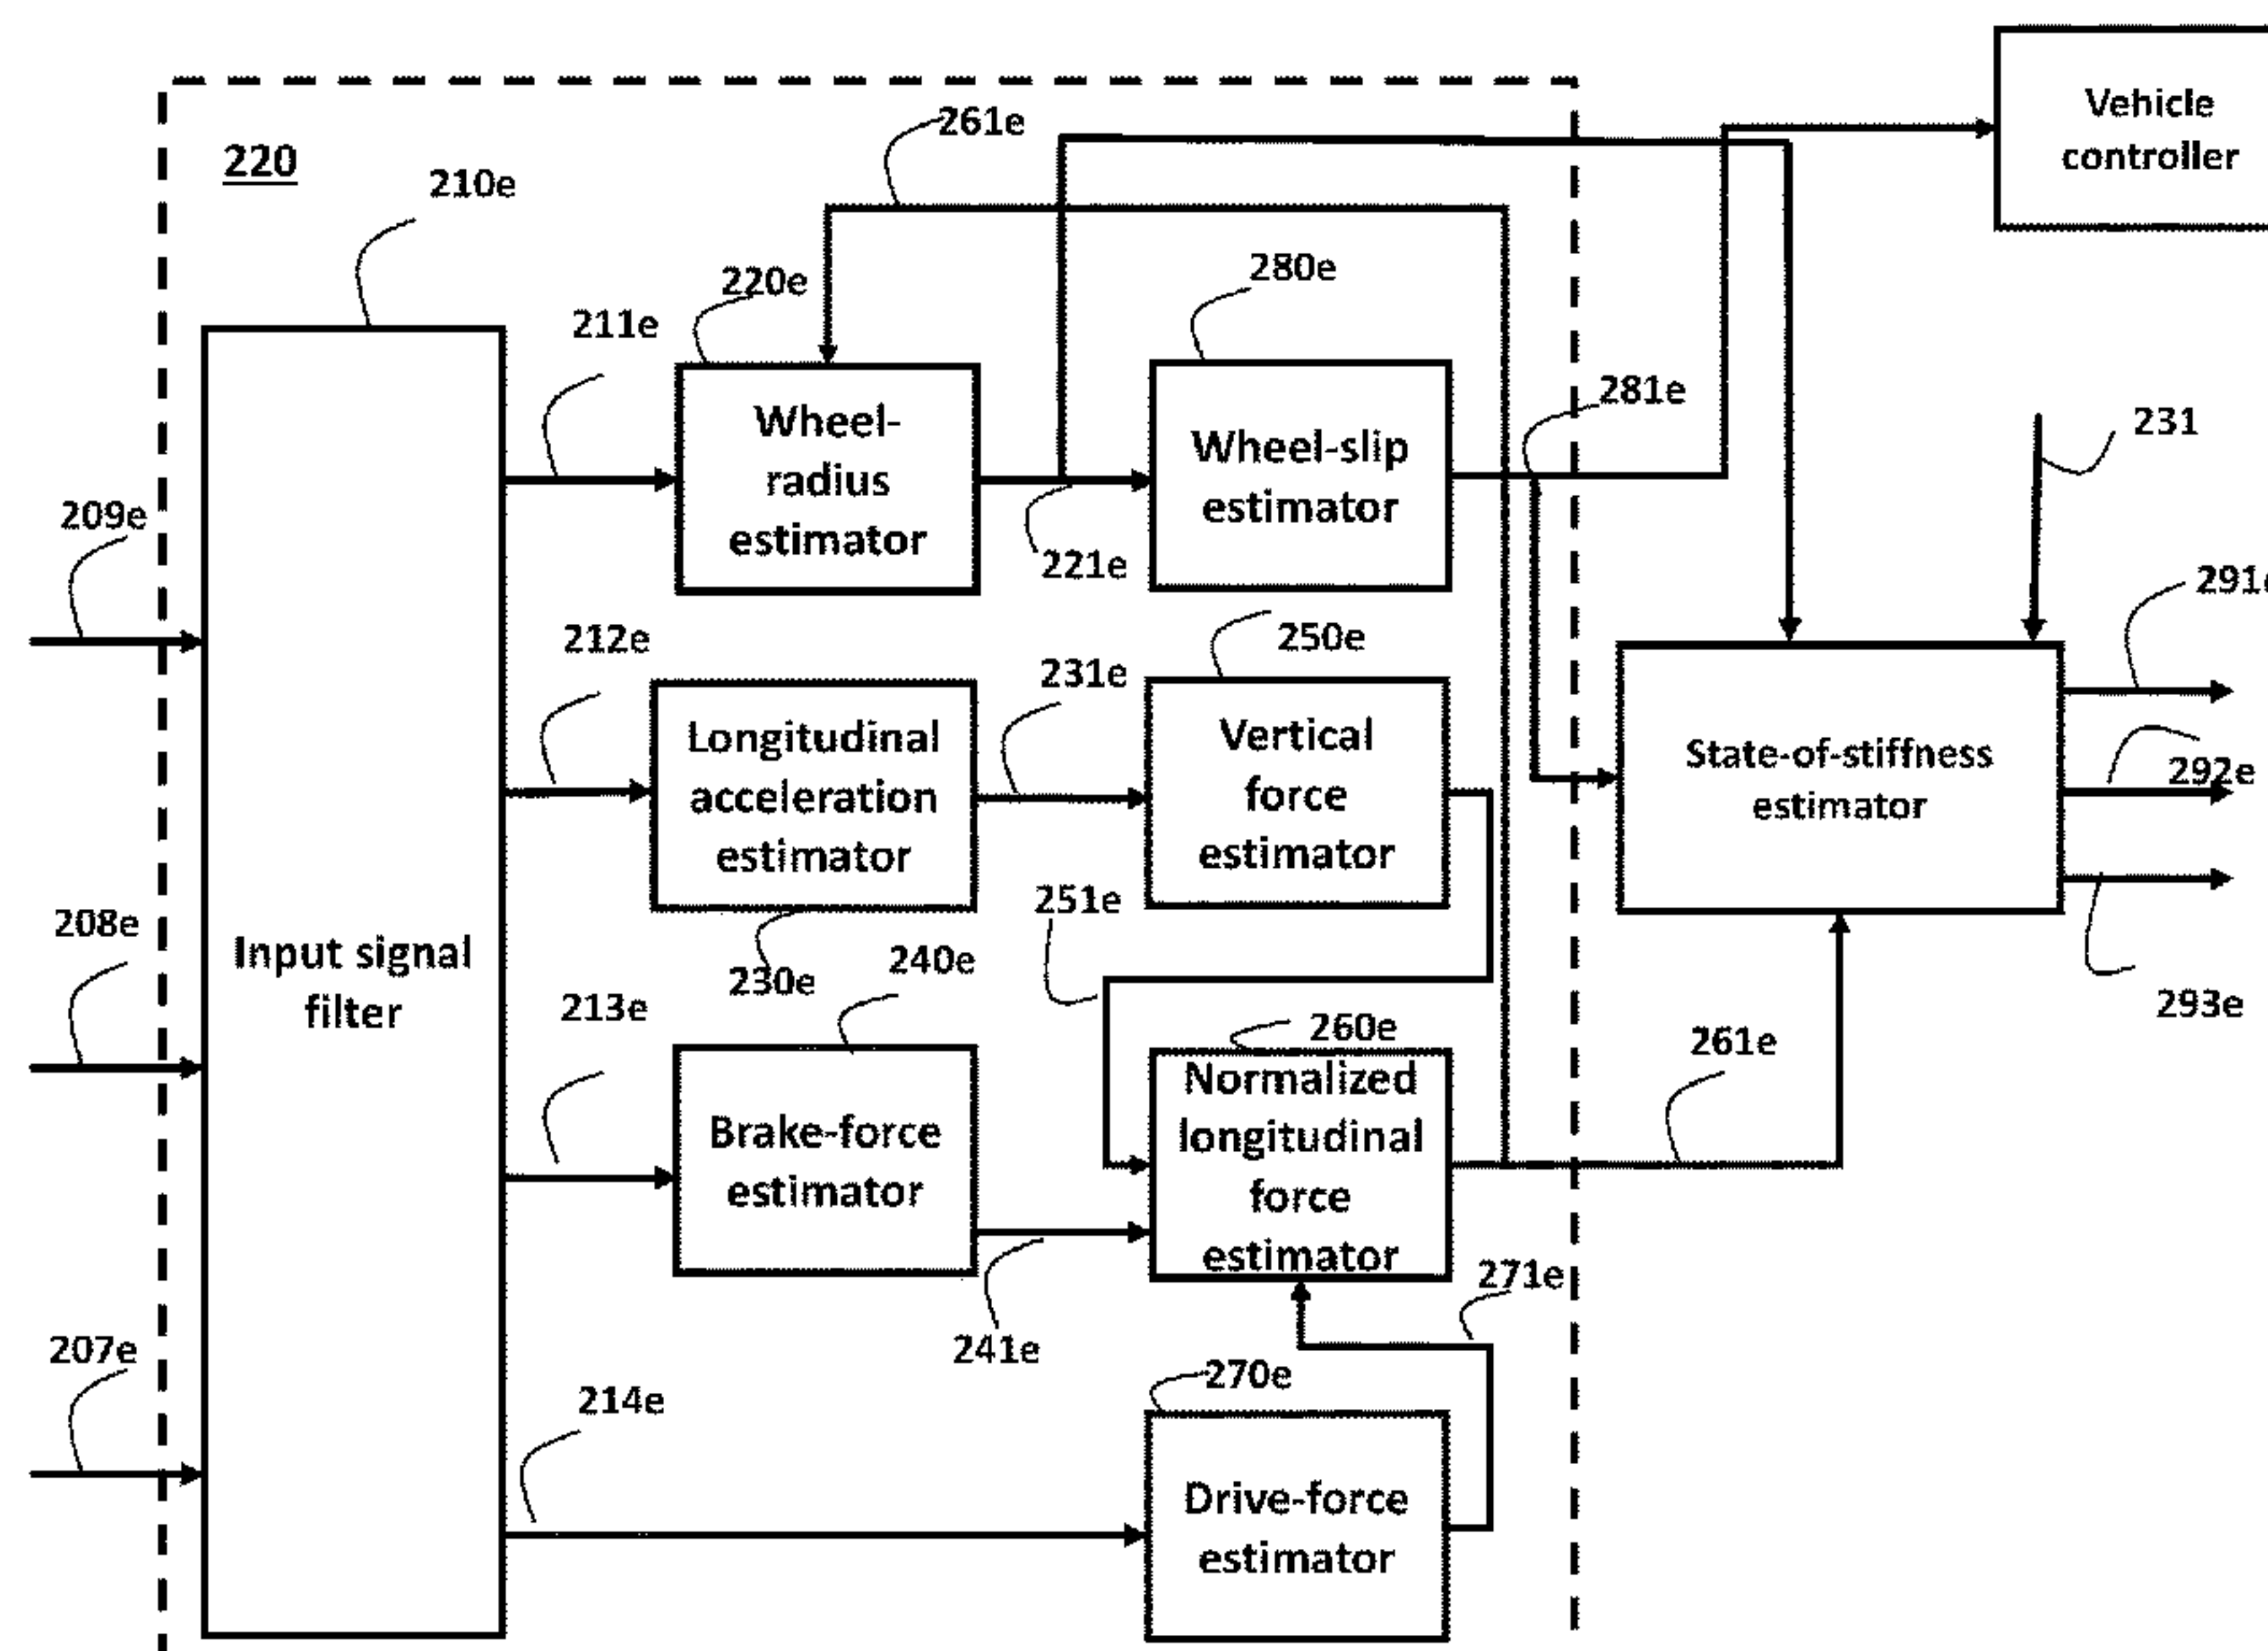 Vehicle
controller
261e
220
210e
280e
220e
211e
281e
Wheel-
radius
estimator
Wheel-slip
estimator
231
209e
221e
291e
212e
250e
231e
Longitudinal
acceleration
estimator
Vertical
force
estimator
State-of-stiffness
estimator
292e
251e
208e
Input signal
filter
230e
240e
293e
213e
260e
261e
Normalized
longitudinal
force
estimator
Brake-force
estimator
271e
207e
241e
270e
214e
Drive-force
estimator